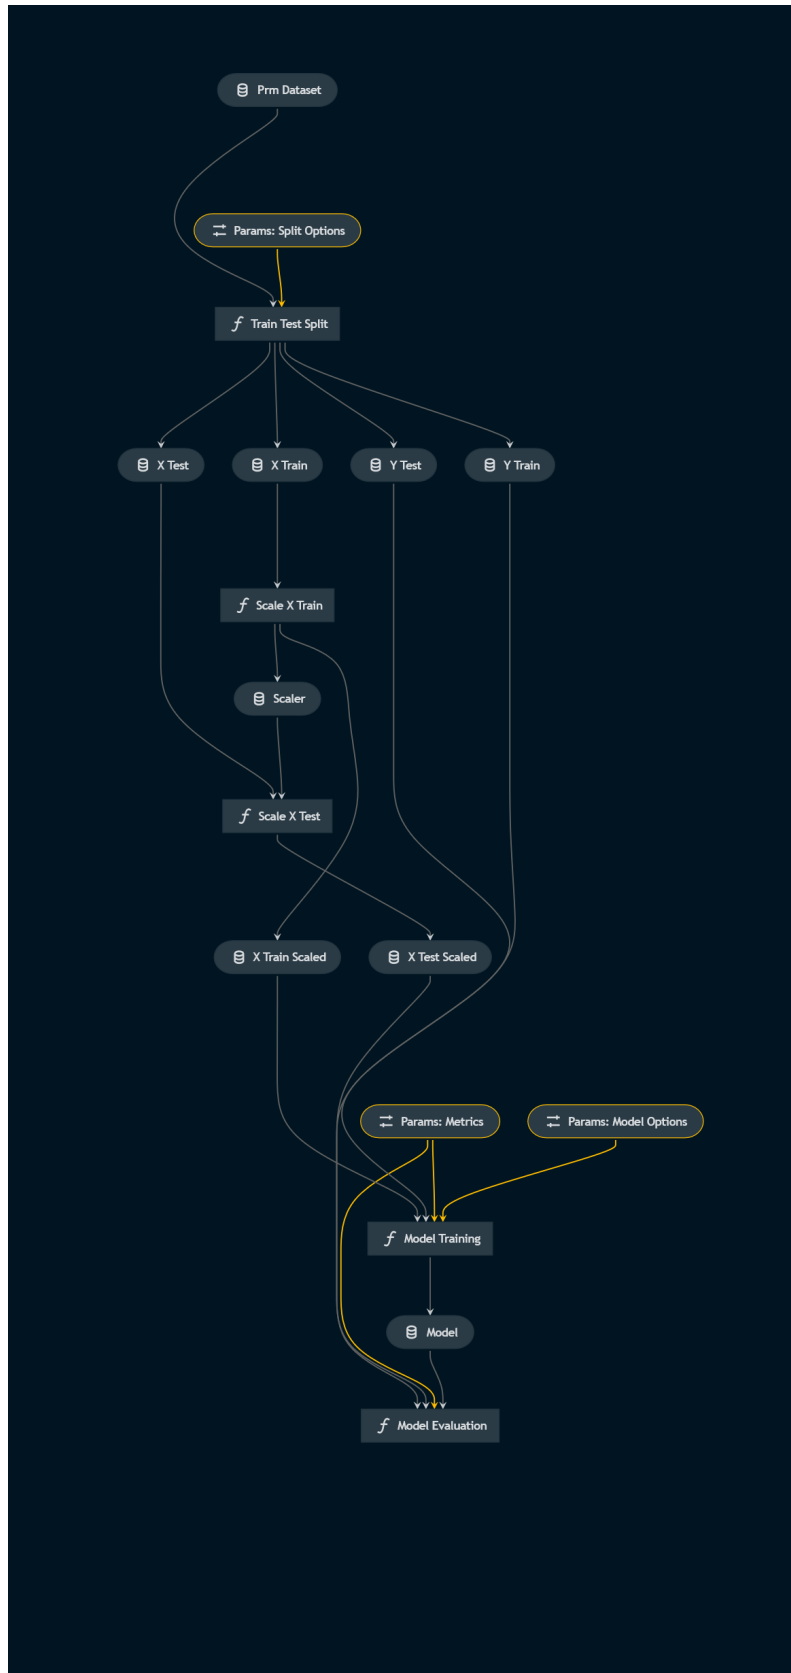 Prm Dataset
Params: Split Options
Train Test Split
X Test
X Train
Y Test
Y Train
Scale X Train
Scaler
Scale X Test
X Train Scaled
X Test Scaled
Params: Metrics
Params: Model Options
Model Training
Model
Model Evaluation